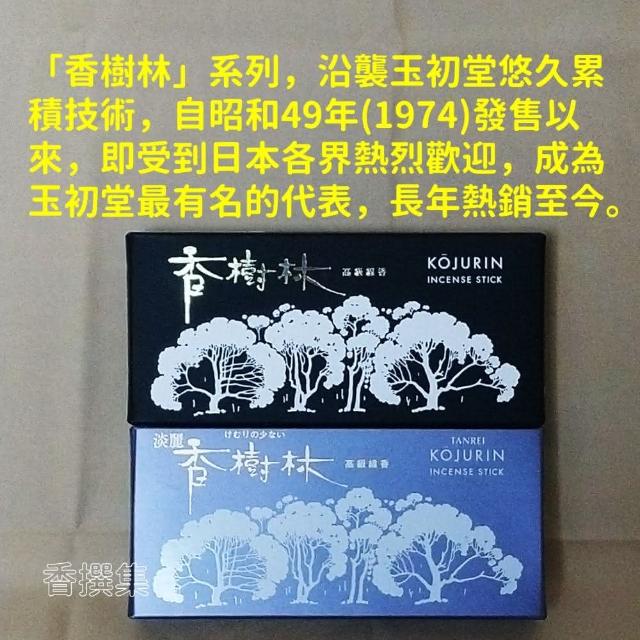 「香樹林」系列，沿襲玉初堂悠久累
積技術，自昭和49年(1974)發售以
來，即受到日本各界熱烈歡迎，成為
玉初堂最有名的代表，長年熱銷至今。
香樹林 高級線香 KŌJURIN
INCENSE STICK
淡麗 けむりの少ない TANREI
香樹林 高級線香 KŌJURIN
INCENSE STICK
香撰集